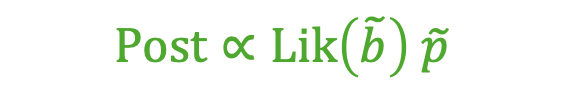 Post ∝ Lik(b̃) p̃